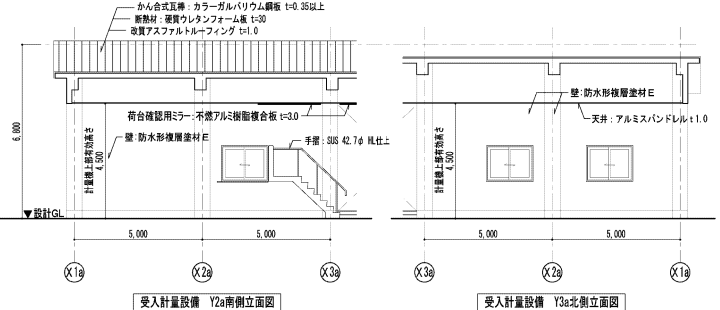 かん合式瓦棒：カラーガルバリウム鋼板 t=0.35以上
断熱材：硬質ウレタンフォーム板 t=30
改質アスファルトルーフィング t=1.0
荷台確認用ミラー：不燃アルミ樹脂複合板 t=3.0
壁：防水形複層塗材E
手摺：SUS 42.7φ HL仕上
計量機上部有効高さ
4,500
6,800
▼設計GL
5,000
5,000
X1a
X2a
X3a
受入計量設備 Y2a南側立面図
壁：防水形複層塗材E
天井：アルミスパンドレル t1.0
計量機上部有効高さ
4,500
5,000
5,000
X3a
X2a
X1a
受入計量設備 Y3a北側立面図